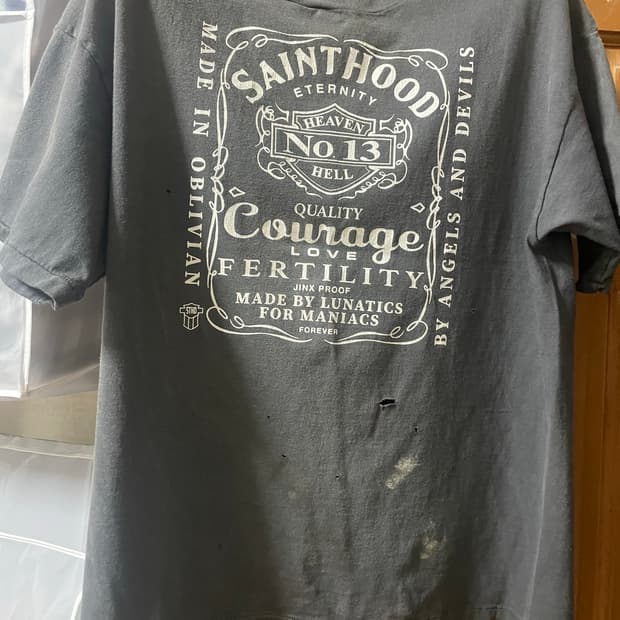 MADE IN OBLIVIAN
SAINTHOOD
ETERNITY
HEAVEN
No. 13
HELL
QUALITY
Courage
LOVE
FERTILITY
JINX PROOF
MADE BY LUNATICS
FOR MANIACS
FOREVER
BY ANGELS AND DEVILS
STHD